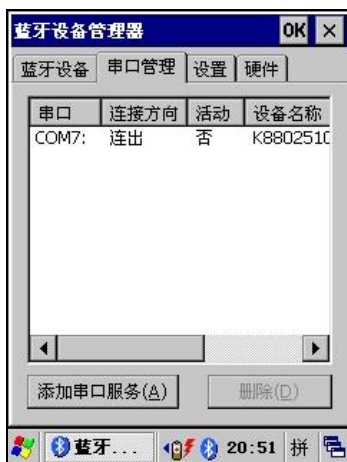 蓝牙设备管理器 OK ×
蓝牙设备 串口管理 设置 硬件
串口 连接方向 活动 设备名称
COM7: 连出 否 K8802510
添加串口服务(A) 删除(D)
蓝牙... 20:51 拼